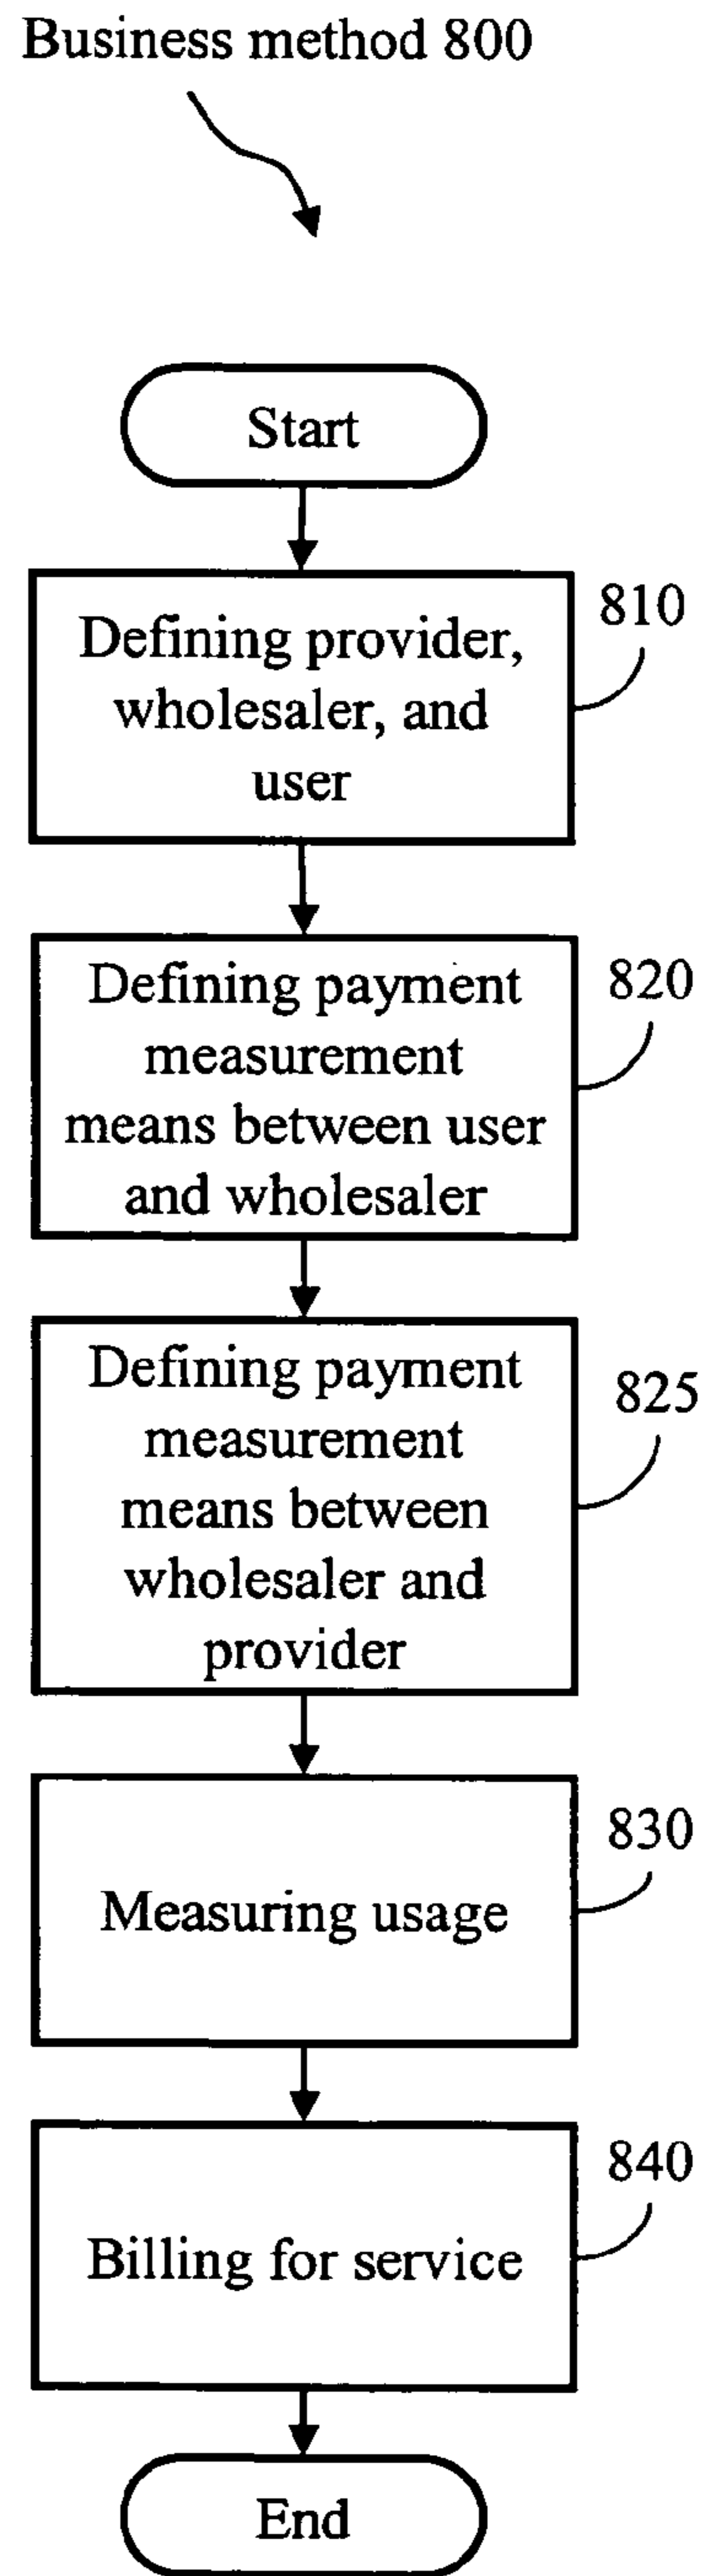 Business method 800
Start
Defining provider,
wholesaler, and
user
810
Defining payment
measurement
means between user
and wholesaler
820
Defining payment
measurement
means between
wholesaler and
provider
825
Measuring usage
830
Billing for service
840
End